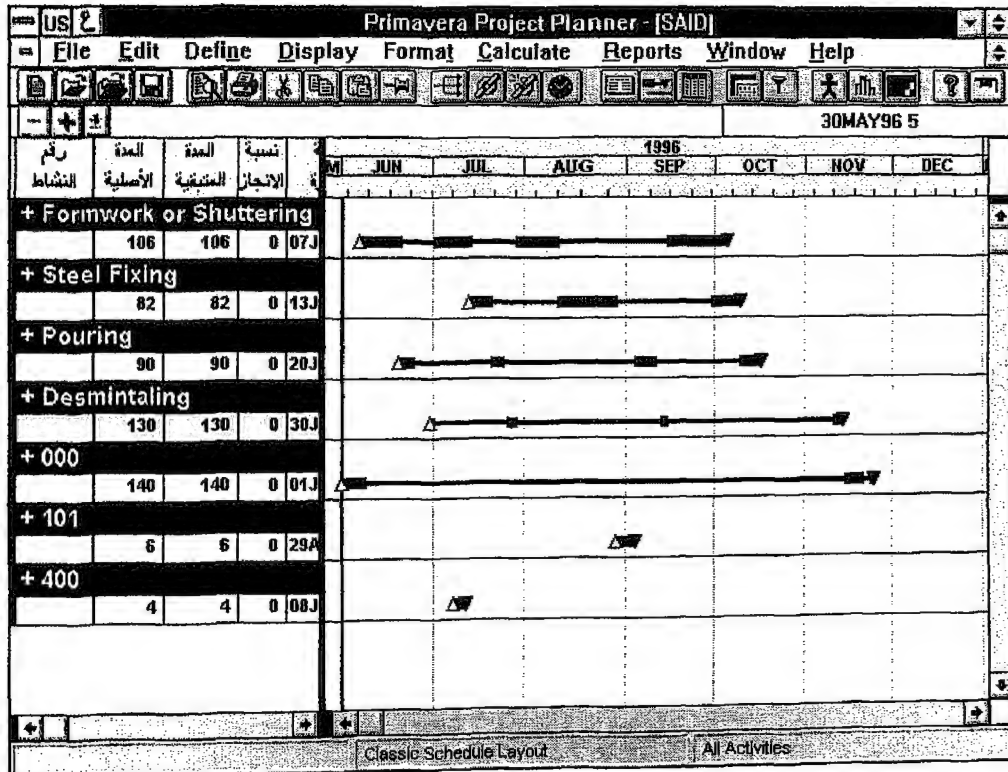 US ع Primavera Project Planner - [SAID]
File Edit Define Display Format Calculate Reports Window Help
30MAY96 5
رقم النشاط
المدة الأصلية
المدة المتبقية
نسبة الانجاز
1996
M JUN JUL AUG SEP OCT NOV DEC
+ Formwork or Shuttering
106 106 0 07J
+ Steel Fixing
82 82 0 13J
+ Pouring
90 90 0 20J
+ Desmintaling
130 130 0 30J
+ 000
140 140 0 01J
+ 101
6 6 0 29A
+ 400
4 4 0 08J
Classic Schedule Layout All Activities